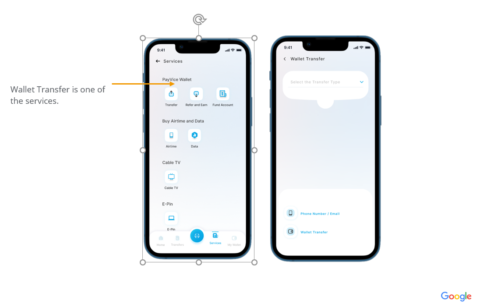 Wallet Transfer is one of
the services.
9:41
Services
PayVice Wallet
Transfer
Refer and Earn
Fund Account
Buy Airtime and Data
Airtime
Data
Cable TV
Cable TV
E-Pin
E-Pin
Services
9:41
Wallet Transfer
Select the Transfer Type
Phone Number / Email
Wallet Transfer
Google